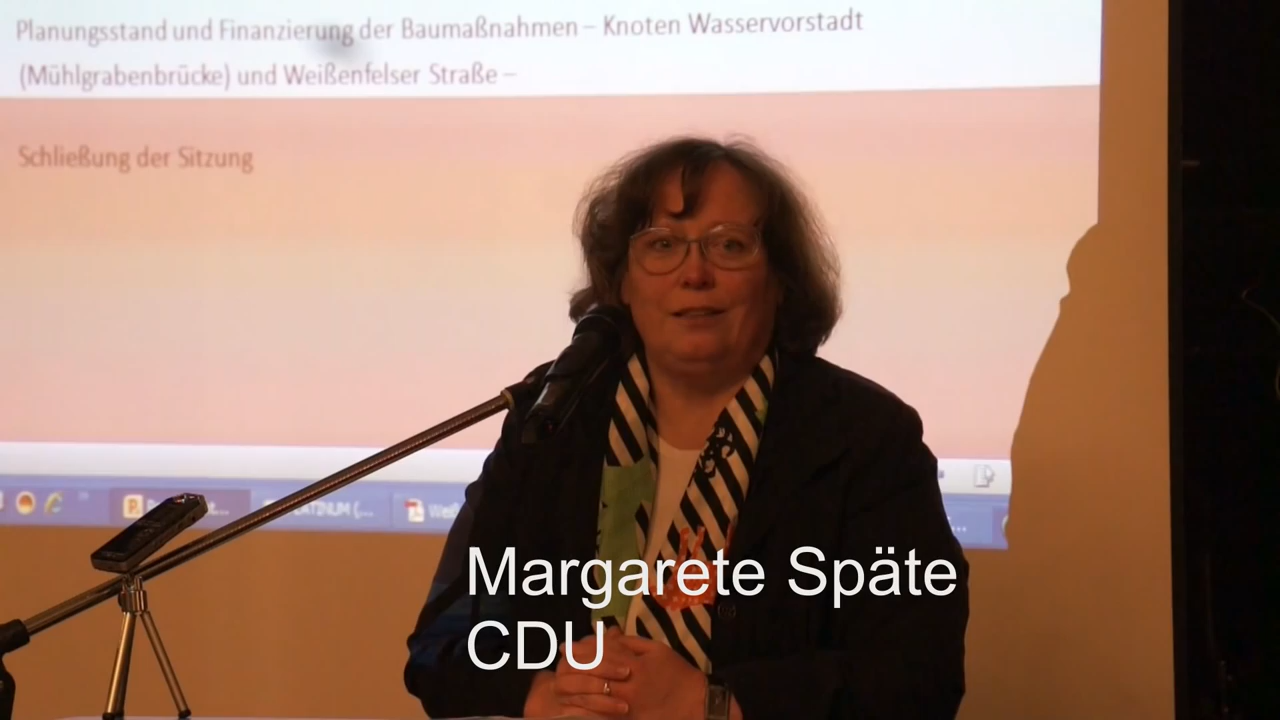 Planungsstand und Finanzierung der Baumaßnahmen – Knoten Wasservorstadt
(Mühlgrabenbrücke) und Weißenfelser Straße –
Schließung der Sitzung
Margarete Späte
CDU